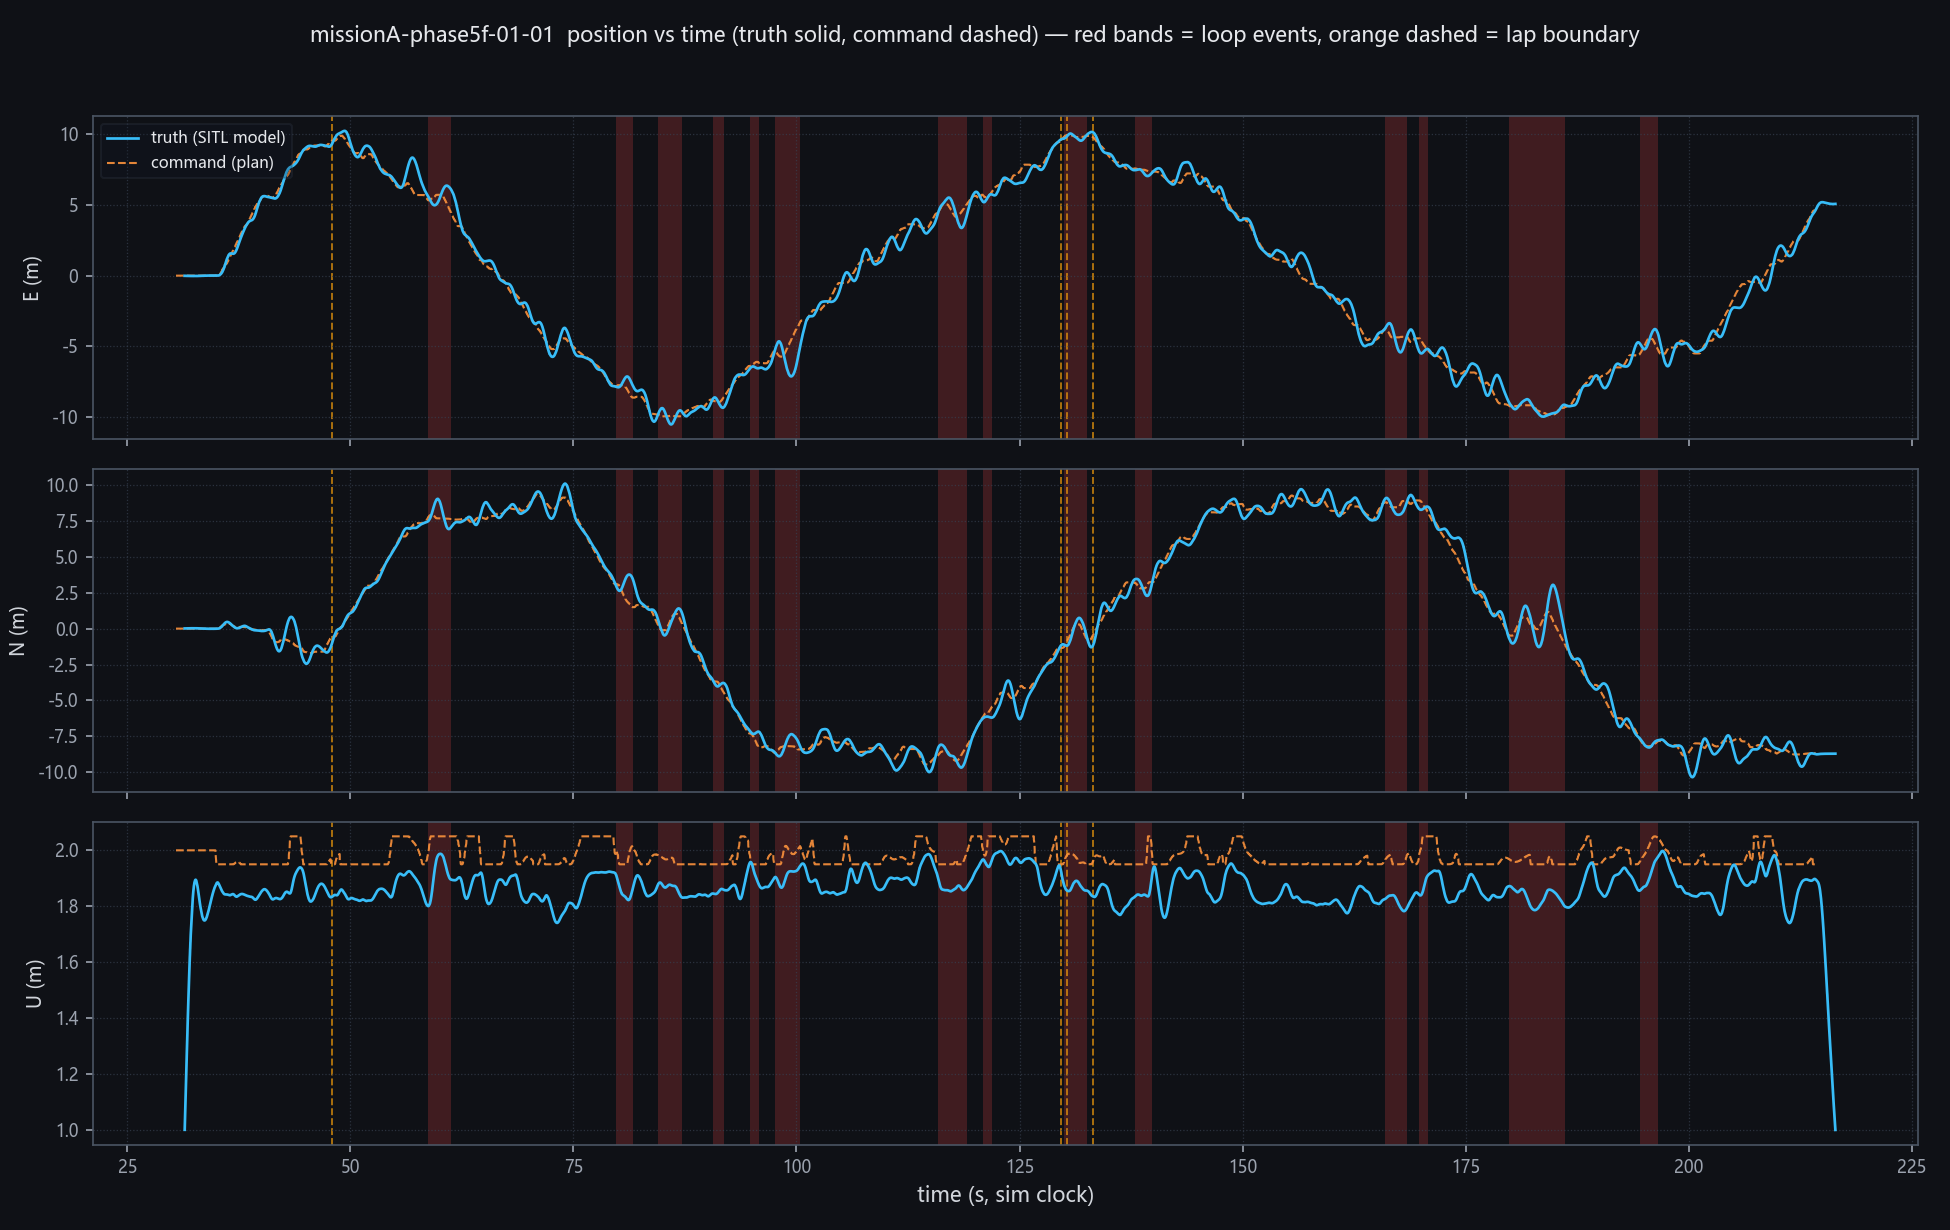 missionA-phase5f-01-01 position vs time (truth solid, command dashed) — red bands = loop events, orange dashed = lap boundary
truth (SITL model)
command (plan)
E (m)
10
5
0
-5
-10
N (m)
10.0
7.5
5.0
2.5
0.0
-2.5
-5.0
-7.5
-10.0
U (m)
2.0
1.8
1.6
1.4
1.2
1.0
25 50 75 100 125 150 175 200 225
time (s, sim clock)